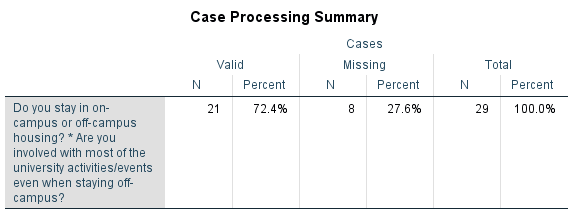 Case Processing Summary
Cases
Valid Missing Total
N Percent N Percent N Percent
Do you stay in on- 21 72.4% 8 27.6% 29 100.0%
campus or off-campus
housing? * Are you
involved with most of the
university activities/events
even when staying off-
campus?